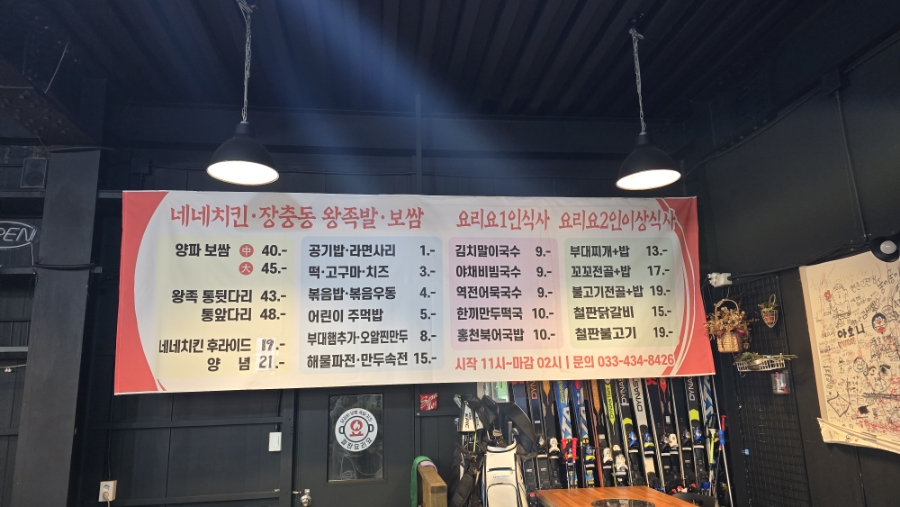 네네치킨·장충동 왕족발·보쌈
양파 보쌈 中 40.-
大 45.-
왕족 통뒷다리 43.-
통앞다리 48.-
네네치킨 후라이드 19.-
양 념 21.-
공기밥·라면사리 1.-
떡·고구마·치즈 3.-
볶음밥·볶음우동 4.-
어린이 주먹밥 5.-
부대햄추가·오알찐만두 8.-
해물파전·만두속전 15.-
요리요1인식사
김치말이국수 9.-
야채비빔국수 9.-
역전어묵국수 9.-
한끼만두떡국 10.-
홍천북어국밥 10.-
요리요2인이상식사
부대찌개+밥 13.-
꼬꼬전골+밥 17.-
불고기전골+밥 19.-
철판닭갈비 15.-
철판불고기 19.-
시작 11시-마감 02시 | 문의 033-434-8426
OPEN